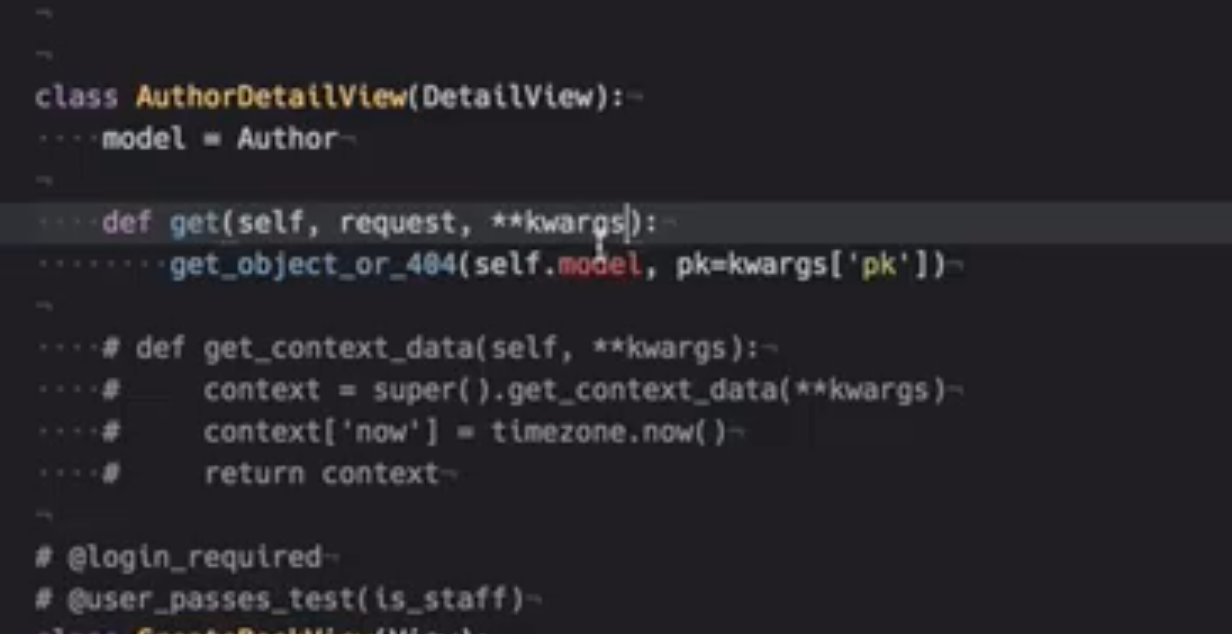 class AuthorDetailView(DetailView):
    model = Author
    def get(self, request, **kwargs):
        get_object_or_404(self.model, pk=kwargs['pk'])
    # def get_context_data(self, **kwargs):
    #     context = super().get_context_data(**kwargs)
    #     context['now'] = timezone.now()
    #     return context
# @login_required
# @user_passes_test(is_staff)